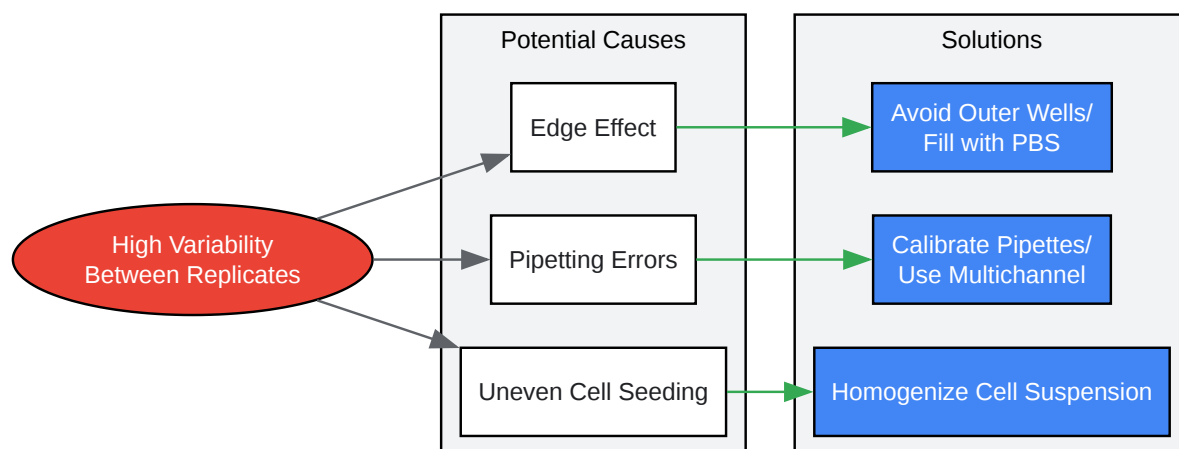 Potential Causes
Solutions
Edge Effect
Avoid Outer Wells/
Fill with PBS
High Variability
Between Replicates
Pipetting Errors
Calibrate Pipettes/
Use Multichannel
Uneven Cell Seeding
Homogenize Cell Suspension